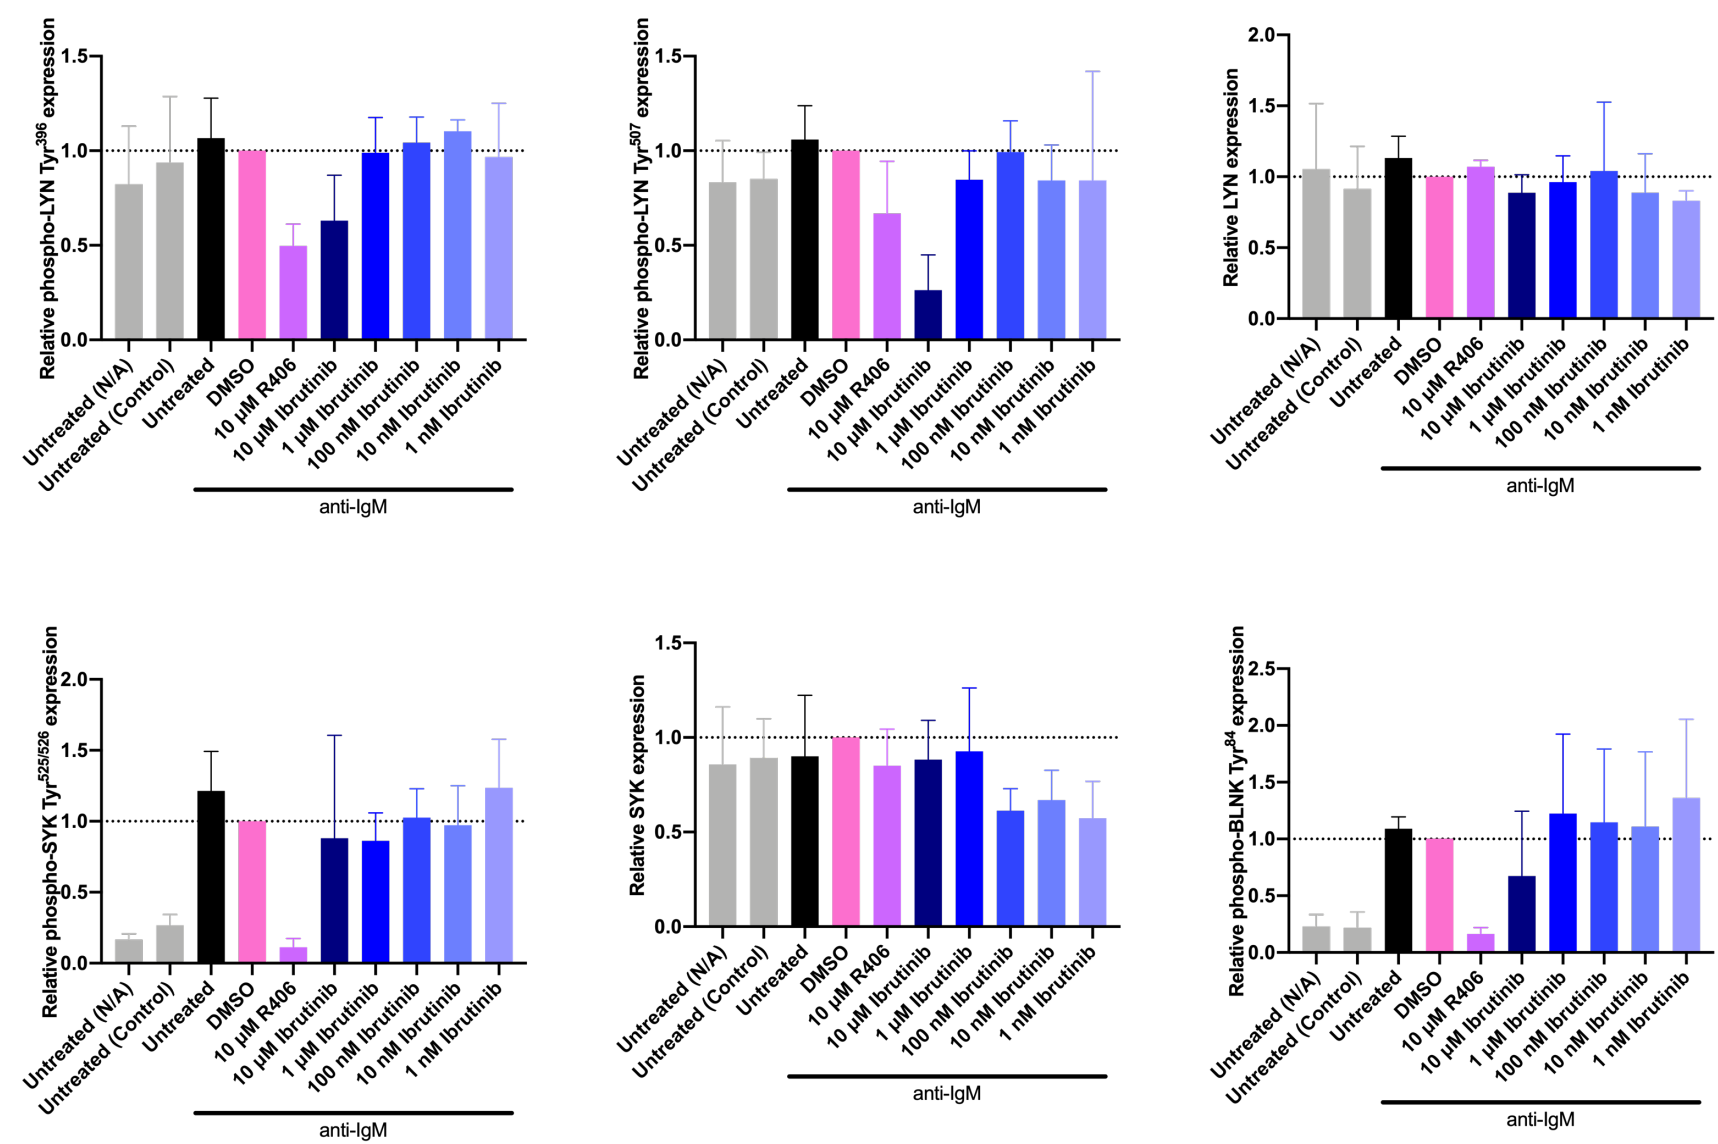 Relative phospho-LYN Tyr396 expression
1.5
1.0
0.5
0.0
Untreated (N/A)
Untreated (Control)
Untreated
DMSO
10 µM R406
10 µM Ibrutinib
1 µM Ibrutinib
100 nM Ibrutinib
10 nM Ibrutinib
1 nM Ibrutinib
anti-IgM
Relative phospho-LYN Tyr507 expression
1.5
1.0
0.5
0.0
Untreated (N/A)
Untreated (Control)
Untreated
DMSO
10 µM R406
10 µM Ibrutinib
1 µM Ibrutinib
100 nM Ibrutinib
10 nM Ibrutinib
1 nM Ibrutinib
anti-IgM
Relative LYN expression
2.0
1.5
1.0
0.5
0.0
Untreated (N/A)
Untreated (Control)
Untreated
DMSO
10 µM R406
10 µM Ibrutinib
1 µM Ibrutinib
100 nM Ibrutinib
10 nM Ibrutinib
1 nM Ibrutinib
anti-IgM
Relative phospho-SYK Tyr525/526 expression
2.0
1.5
1.0
0.5
0.0
Untreated (N/A)
Untreated (Control)
Untreated
DMSO
10 µM R406
10 µM Ibrutinib
1 µM Ibrutinib
100 nM Ibrutinib
10 nM Ibrutinib
1 nM Ibrutinib
anti-IgM
Relative SYK expression
1.5
1.0
0.5
0.0
Untreated (N/A)
Untreated (Control)
Untreated
DMSO
10 µM R406
10 µM Ibrutinib
1 µM Ibrutinib
100 nM Ibrutinib
10 nM Ibrutinib
1 nM Ibrutinib
anti-IgM
Relative phospho-BLNK Tyr84 expression
2.5
2.0
1.5
1.0
0.5
0.0
Untreated (N/A)
Untreated (Control)
Untreated
DMSO
10 µM R406
10 µM Ibrutinib
1 µM Ibrutinib
100 nM Ibrutinib
10 nM Ibrutinib
1 nM Ibrutinib
anti-IgM